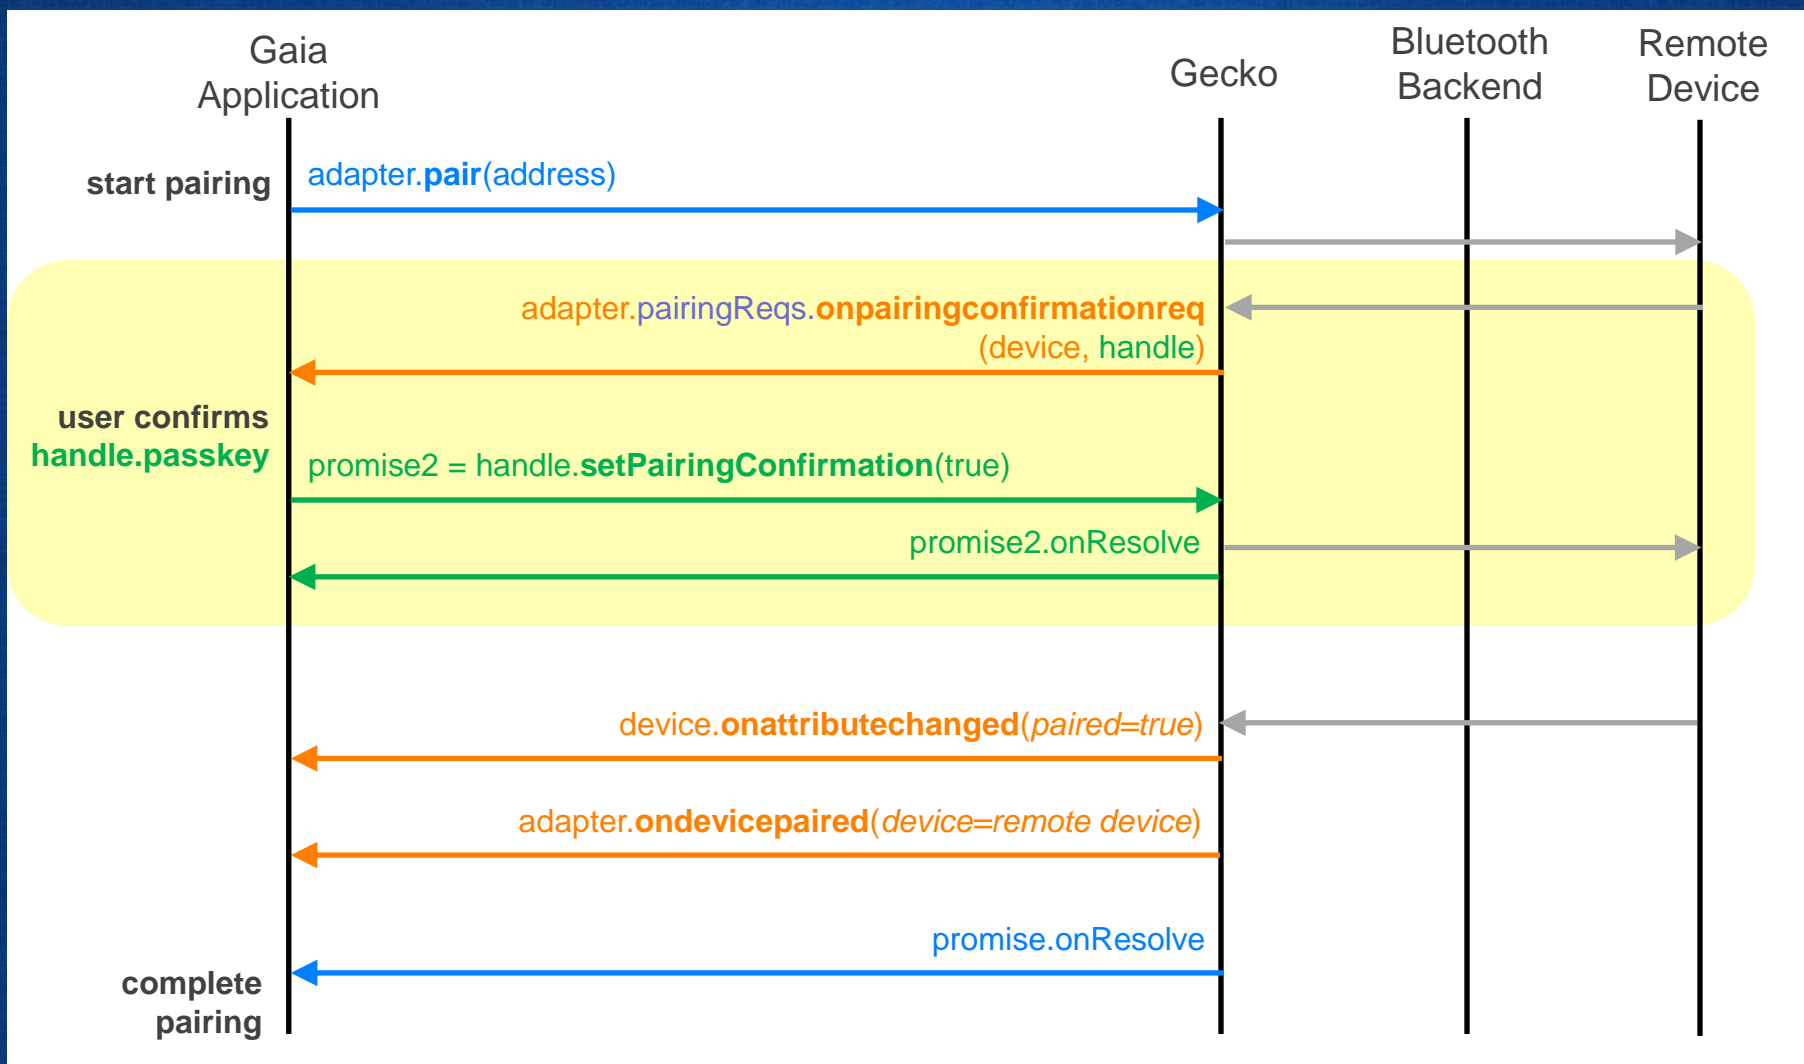 Gaia
Application
Gecko
Bluetooth
Backend
Remote
Device
start pairing
adapter.pair(address)
adapter.pairingReqs.onpairingconfirmationreq
(device, handle)
user confirms
handle.passkey
promise2 = handle.setPairingConfirmation(true)
promise2.onResolve
device.onattributechanged(paired=true)
adapter.ondevicepaired(device=remote device)
promise.onResolve
complete
pairing